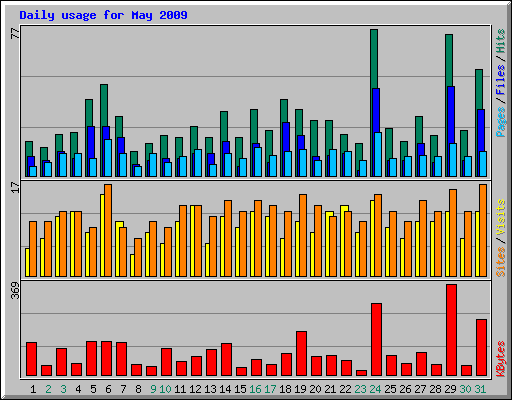 Daily usage for May 2009
77
Pages / Files / Hits
17
Sites / Visits
369
KBytes
1 2 3 4 5 6 7 8 9 10 11 12 13 14 15 16 17 18 19 20 21 22 23 24 25 26 27 28 29 30 31